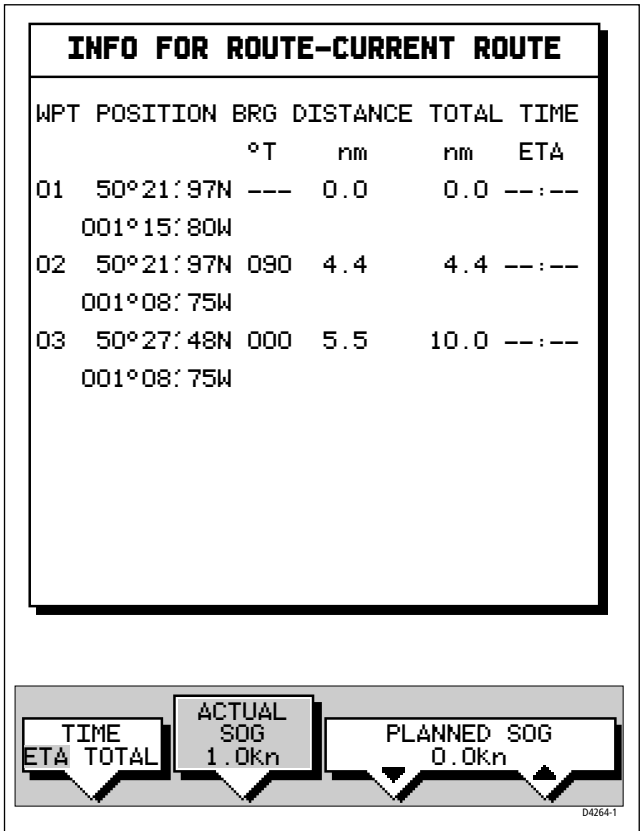 INFO FOR ROUTE-CURRENT ROUTE
WPT POSITION BRG DISTANCE TOTAL TIME
°T nm nm ETA
01 50°21'.97N --- 0.0 0.0 --:--
001°15'.80W
02 50°21'.97N 090 4.4 4.4 --:--
001°08'.75W
03 50°27'.48N 000 5.5 10.0 --:--
001°08'.75W
ACTUAL
TIME SOG PLANNED SOG
ETA TOTAL 1.0Kn 0.0Kn
D4264-1